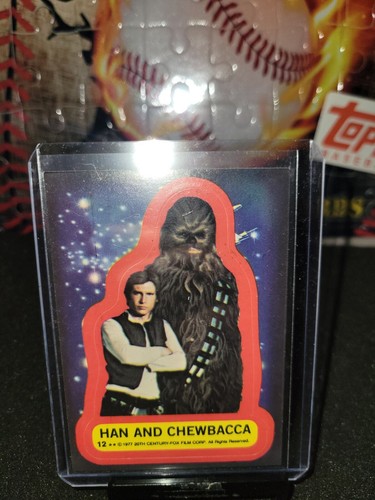 TOPPS
HAN AND CHEWBACCA
12 ★★ © 1977 20TH CENTURY-FOX FILM CORP. All Rights Reserved.